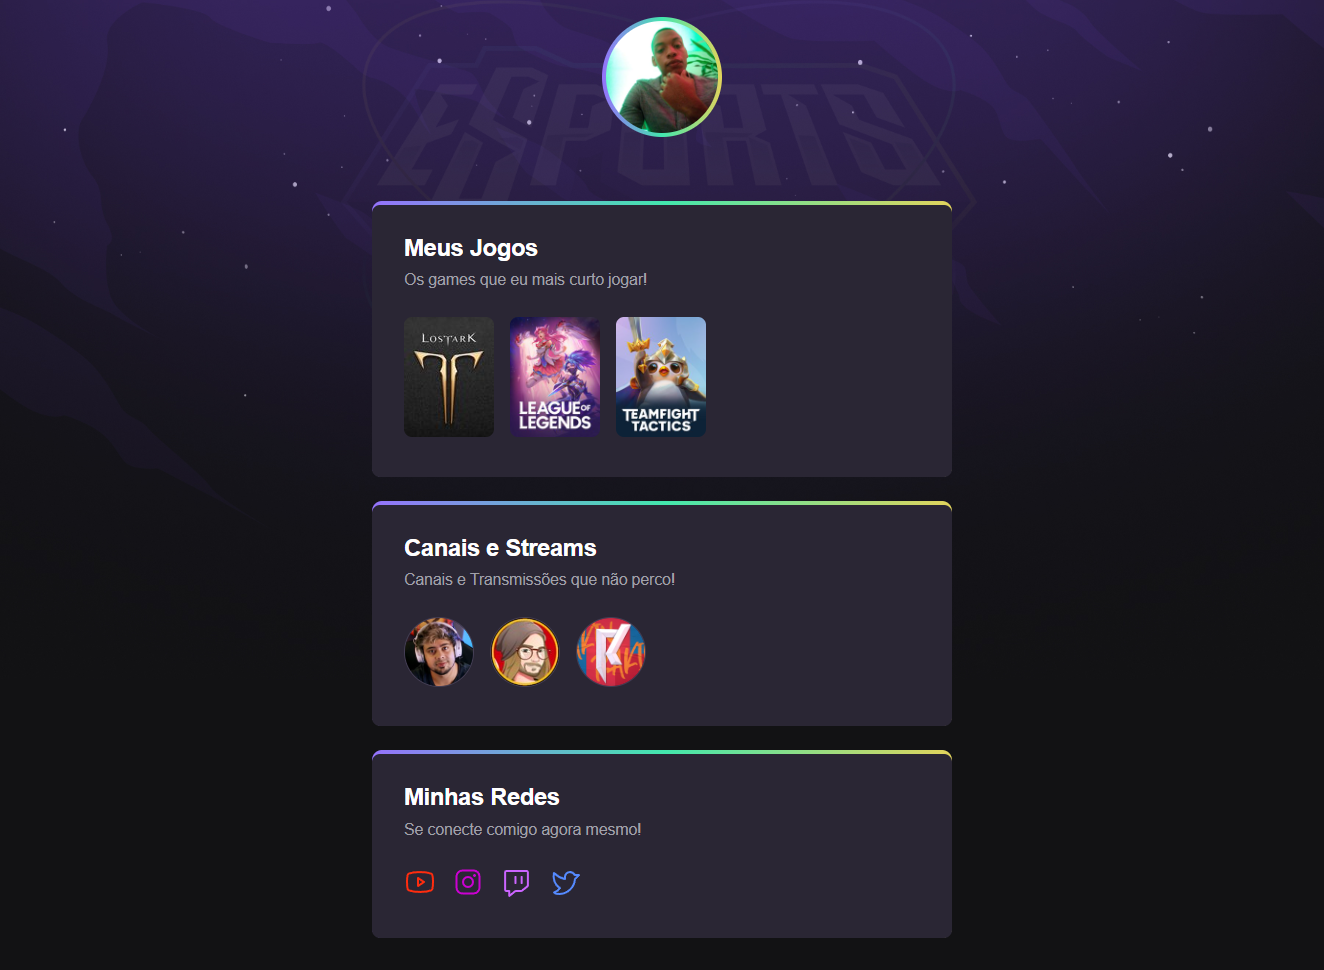 ESPORTS
Meus Jogos
Os games que eu mais curto jogar!
LOSTARK
LEAGUE OF
LEGENDS
TEAMFIGHT
TACTICS
Canais e Streams
Canais e Transmissões que não perco!
Minhas Redes
Se conecte comigo agora mesmo!